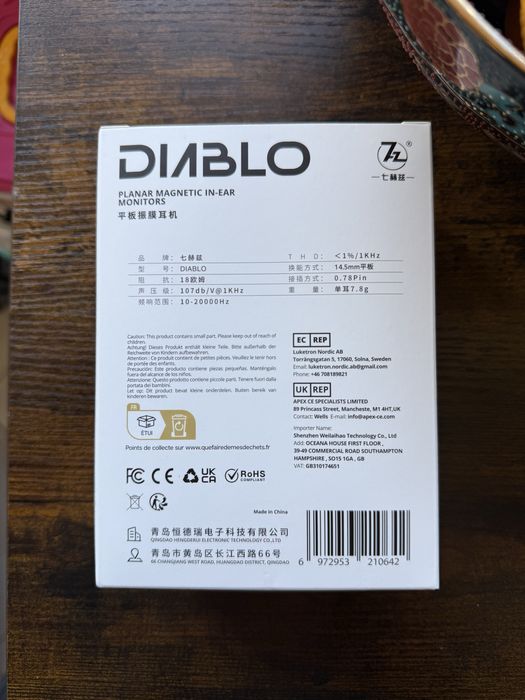 DIABLO
7Hz®
七赫兹
PLANAR MAGNETIC IN-EAR
MONITORS
平板振膜耳机
品牌: 七赫兹
型号: DIABLO
阻抗: 18欧姆
声压级: 107db/V@1KHz
频响范围: 10-20000Hz
THD: <1%/1KHz
换能方式: 14.5mm平板
接插方式: 0.78Pin
重量: 单耳7.8g
Caution: This product contains small part. Please keep out of reach of
children.
Achtung! Dieses Produkt enthält kleine Teile. Bitte außerhalb der
Reichweite von Kindern aufbewahren.
Attention : Ce produit contient de petites pièces. Veuillez le tenir hors
de portée des enfants.
Precaución: Este producto contiene piezas pequeñas. Manténgalo
fuera del alcance de los niños.
Attenzione: Questo prodotto contiene piccole parti. Tenere fuori dalla
portata dei bambini.
Let op: Dit product bevat kleine onderdelen. Buiten bereik van kinderen
bewaren.
FR
ÉTUI
Points de collecte sur www.quefairedemesdechets.fr
EC REP
Luketron Nordic AB
Torrångsgatan 5, 17060, Solna, Sweden
Email: luketron.nordic.ab@gmail.com
Phone: +46 708189821
UK REP
APEX CE SPECIALISTS LIMITED
89 Princass Street, Mancheste, M1 4HT,UK
Contact: Wells E-mail: info@apex-ce.com
Importer Name:
Shenzhen Weilaihao Technology Co., Ltd
Add: OCEANA HOUSE FIRST FLOOR ,
39-49 COMMERCIAL ROAD SOUTHAMPTON
HAMPSHIRE , SO15 1GA , GB
VAT: GB310174651
FC CE UK CA RoHS COMPLIANT
Made in China
青岛恒德瑞电子科技有限公司
QINGDAO HENGDERUI ELECTRONIC TECHNOLOGY CO.,LTD
青岛市黄岛区长江西路66号
66 CHANGJIANG WEST ROAD, HUANGDAO DISTRICT, QINGDAO
6 972953 210642